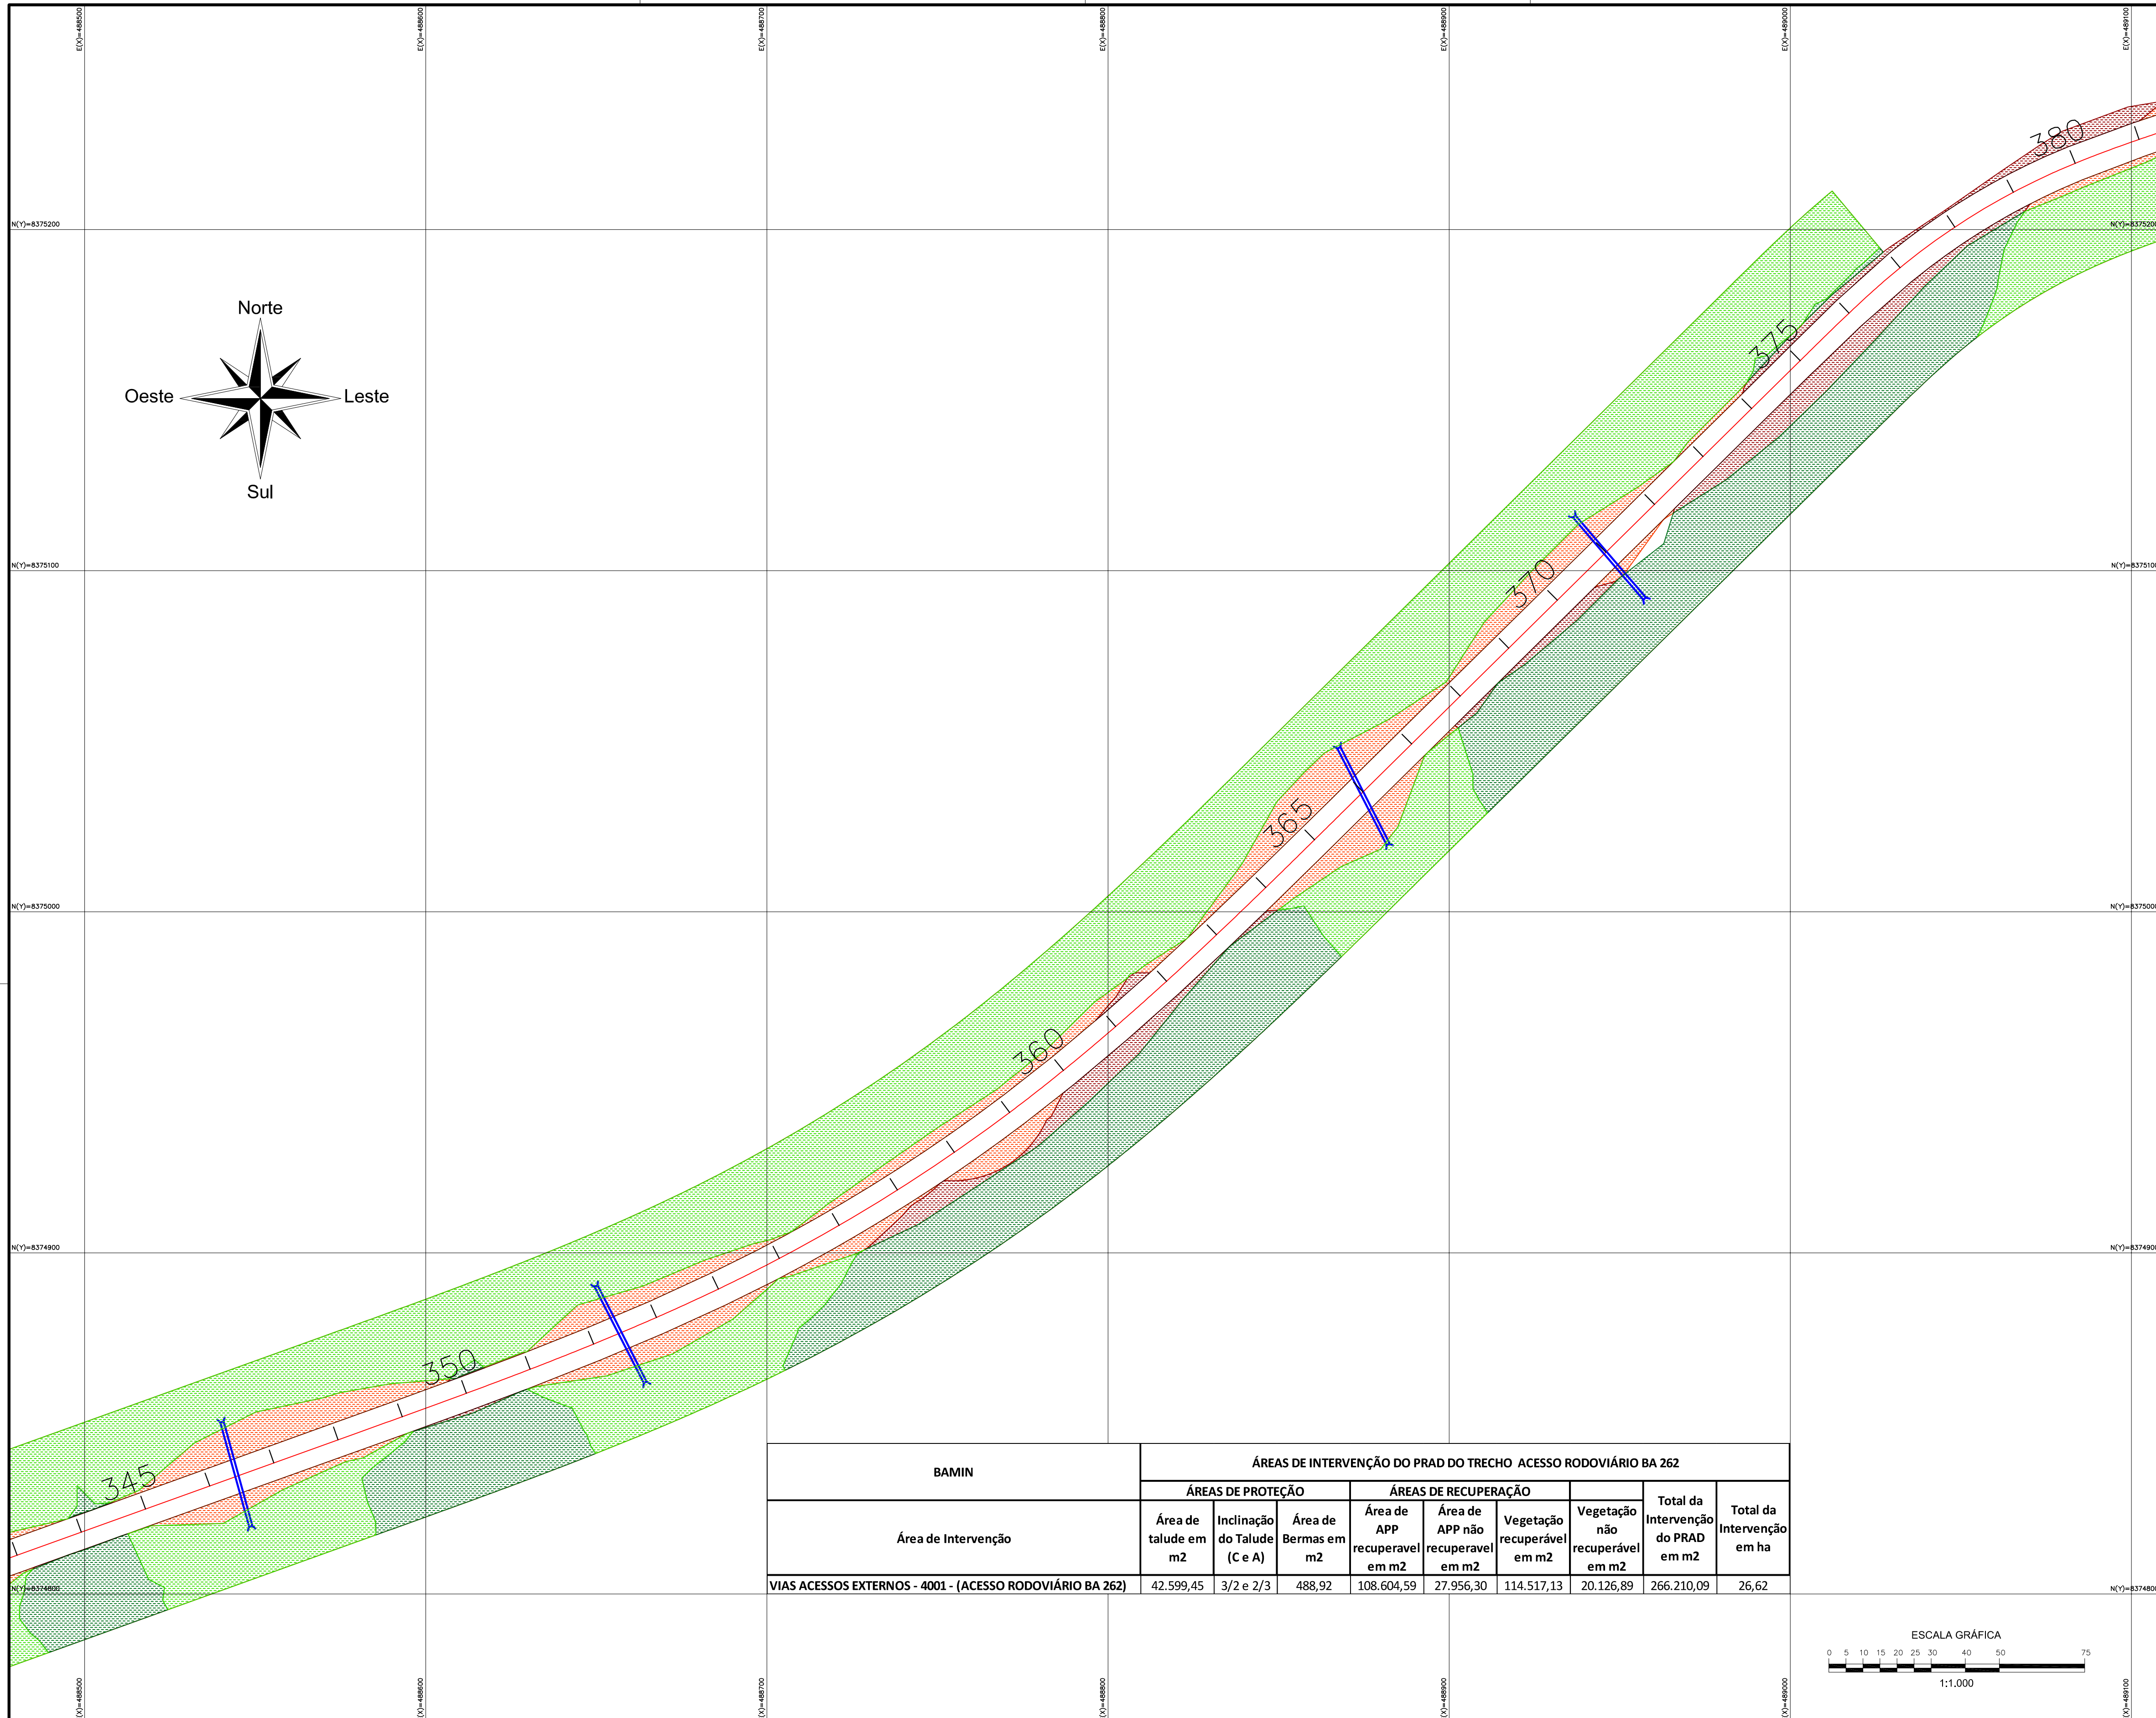 E(X)=488500
E(X)=488600
E(X)=488700
E(X)=488800
E(X)=488900
E(X)=489000
E(X)=489100
380
N(Y)=8375200
N(Y)=8375200
Norte
Oeste
Leste
Sul
375
N(Y)=8375100
N(Y)=8375100
370
365
N(Y)=8375000
N(Y)=8375000
360
N(Y)=8374900
N(Y)=8374900
350
345
BAMIN
ÁREAS DE INTERVENÇÃO DO PRAD DO TRECHO ACESSO RODOVIÁRIO BA 262
ÁREAS DE PROTEÇÃO
ÁREAS DE RECUPERAÇÃO
Área de Intervenção
Área de
talude em
m2
Inclinação
do Talude
(C e A)
Área de
Bermas em
m2
Área de
APP
recuperavel
em m2
Área de
APP não
recuperavel
em m2
Vegetação
recuperável
em m2
Vegetação
não
recuperável
em m2
Total da
Intervenção
do PRAD
em m2
Total da
Intervenção
em ha
VIAS ACESSOS EXTERNOS - 4001 - (ACESSO RODOVIÁRIO BA 262) 42.599,45 3/2 e 2/3 488,92 108.604,59 27.956,30 114.517,13 20.126,89 266.210,09 26,62
N(Y)=8374800
N(Y)=8374800
ESCALA GRÁFICA
0 5 10 15 20 25 30 40 50 75
1:1.000
(X)=488500
(X)=488600
(X)=488700
(X)=488800
(X)=488900
(X)=489000
(X)=489100